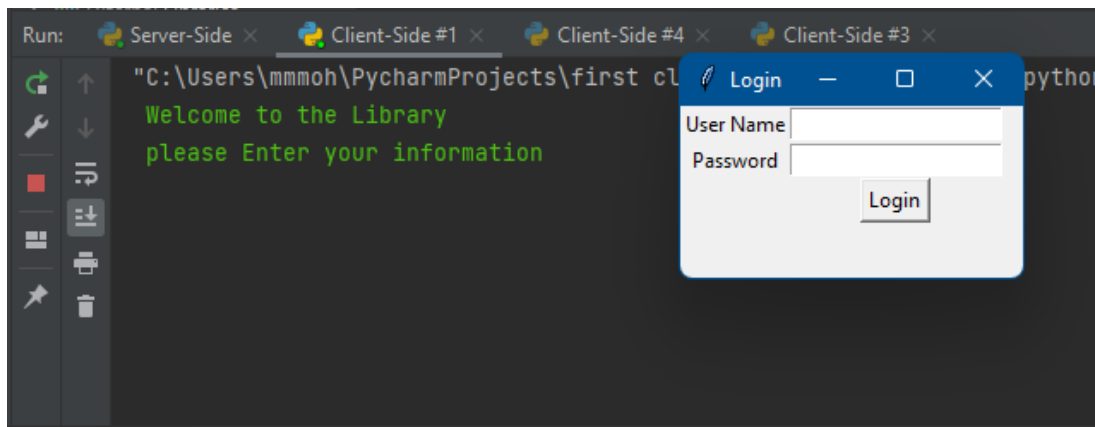 Run: Server-Side × Client-Side #1 × Client-Side #4 × Client-Side #3 ×
"C:\Users\mmmoh\PycharmProjects\first cl
Welcome to the Library
please Enter your information
Login
User Name
Password
Login